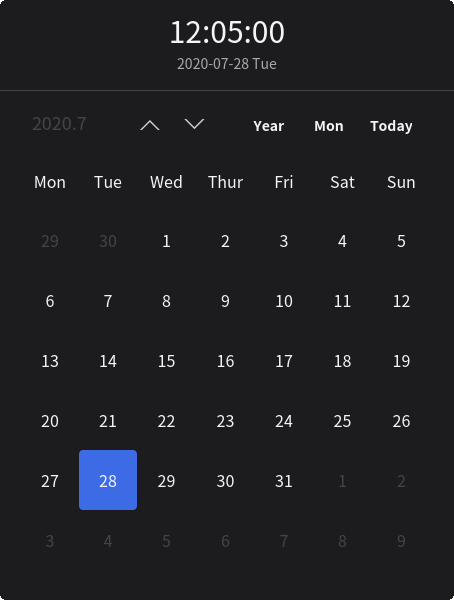 12:05:00
2020-07-28 Tue
2020.7 Year Mon Today
Mon Tue Wed Thur Fri Sat Sun
29 30 1 2 3 4 5
6 7 8 9 10 11 12
13 14 15 16 17 18 19
20 21 22 23 24 25 26
27 28 29 30 31 1 2
3 4 5 6 7 8 9